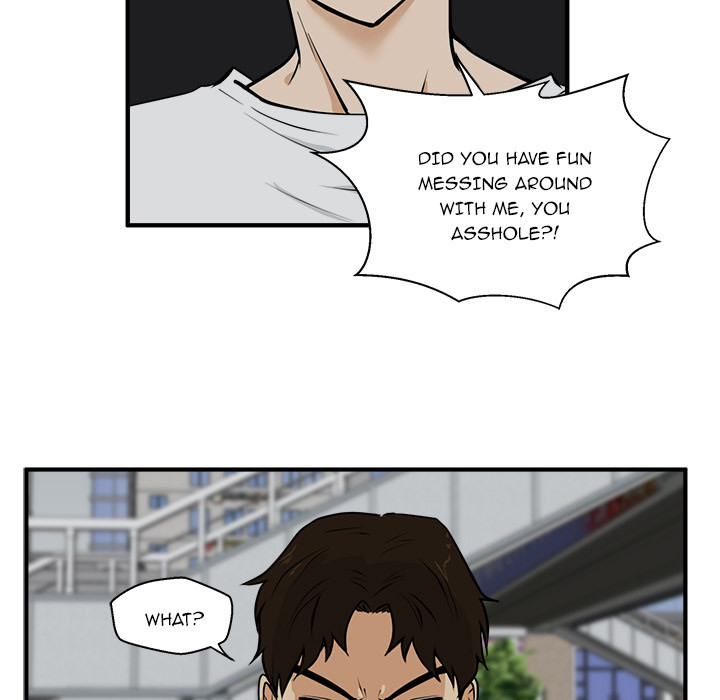 DID YOU HAVE FUN
MESSING AROUND
WITH ME, YOU
ASSHOLE?!
WHAT?